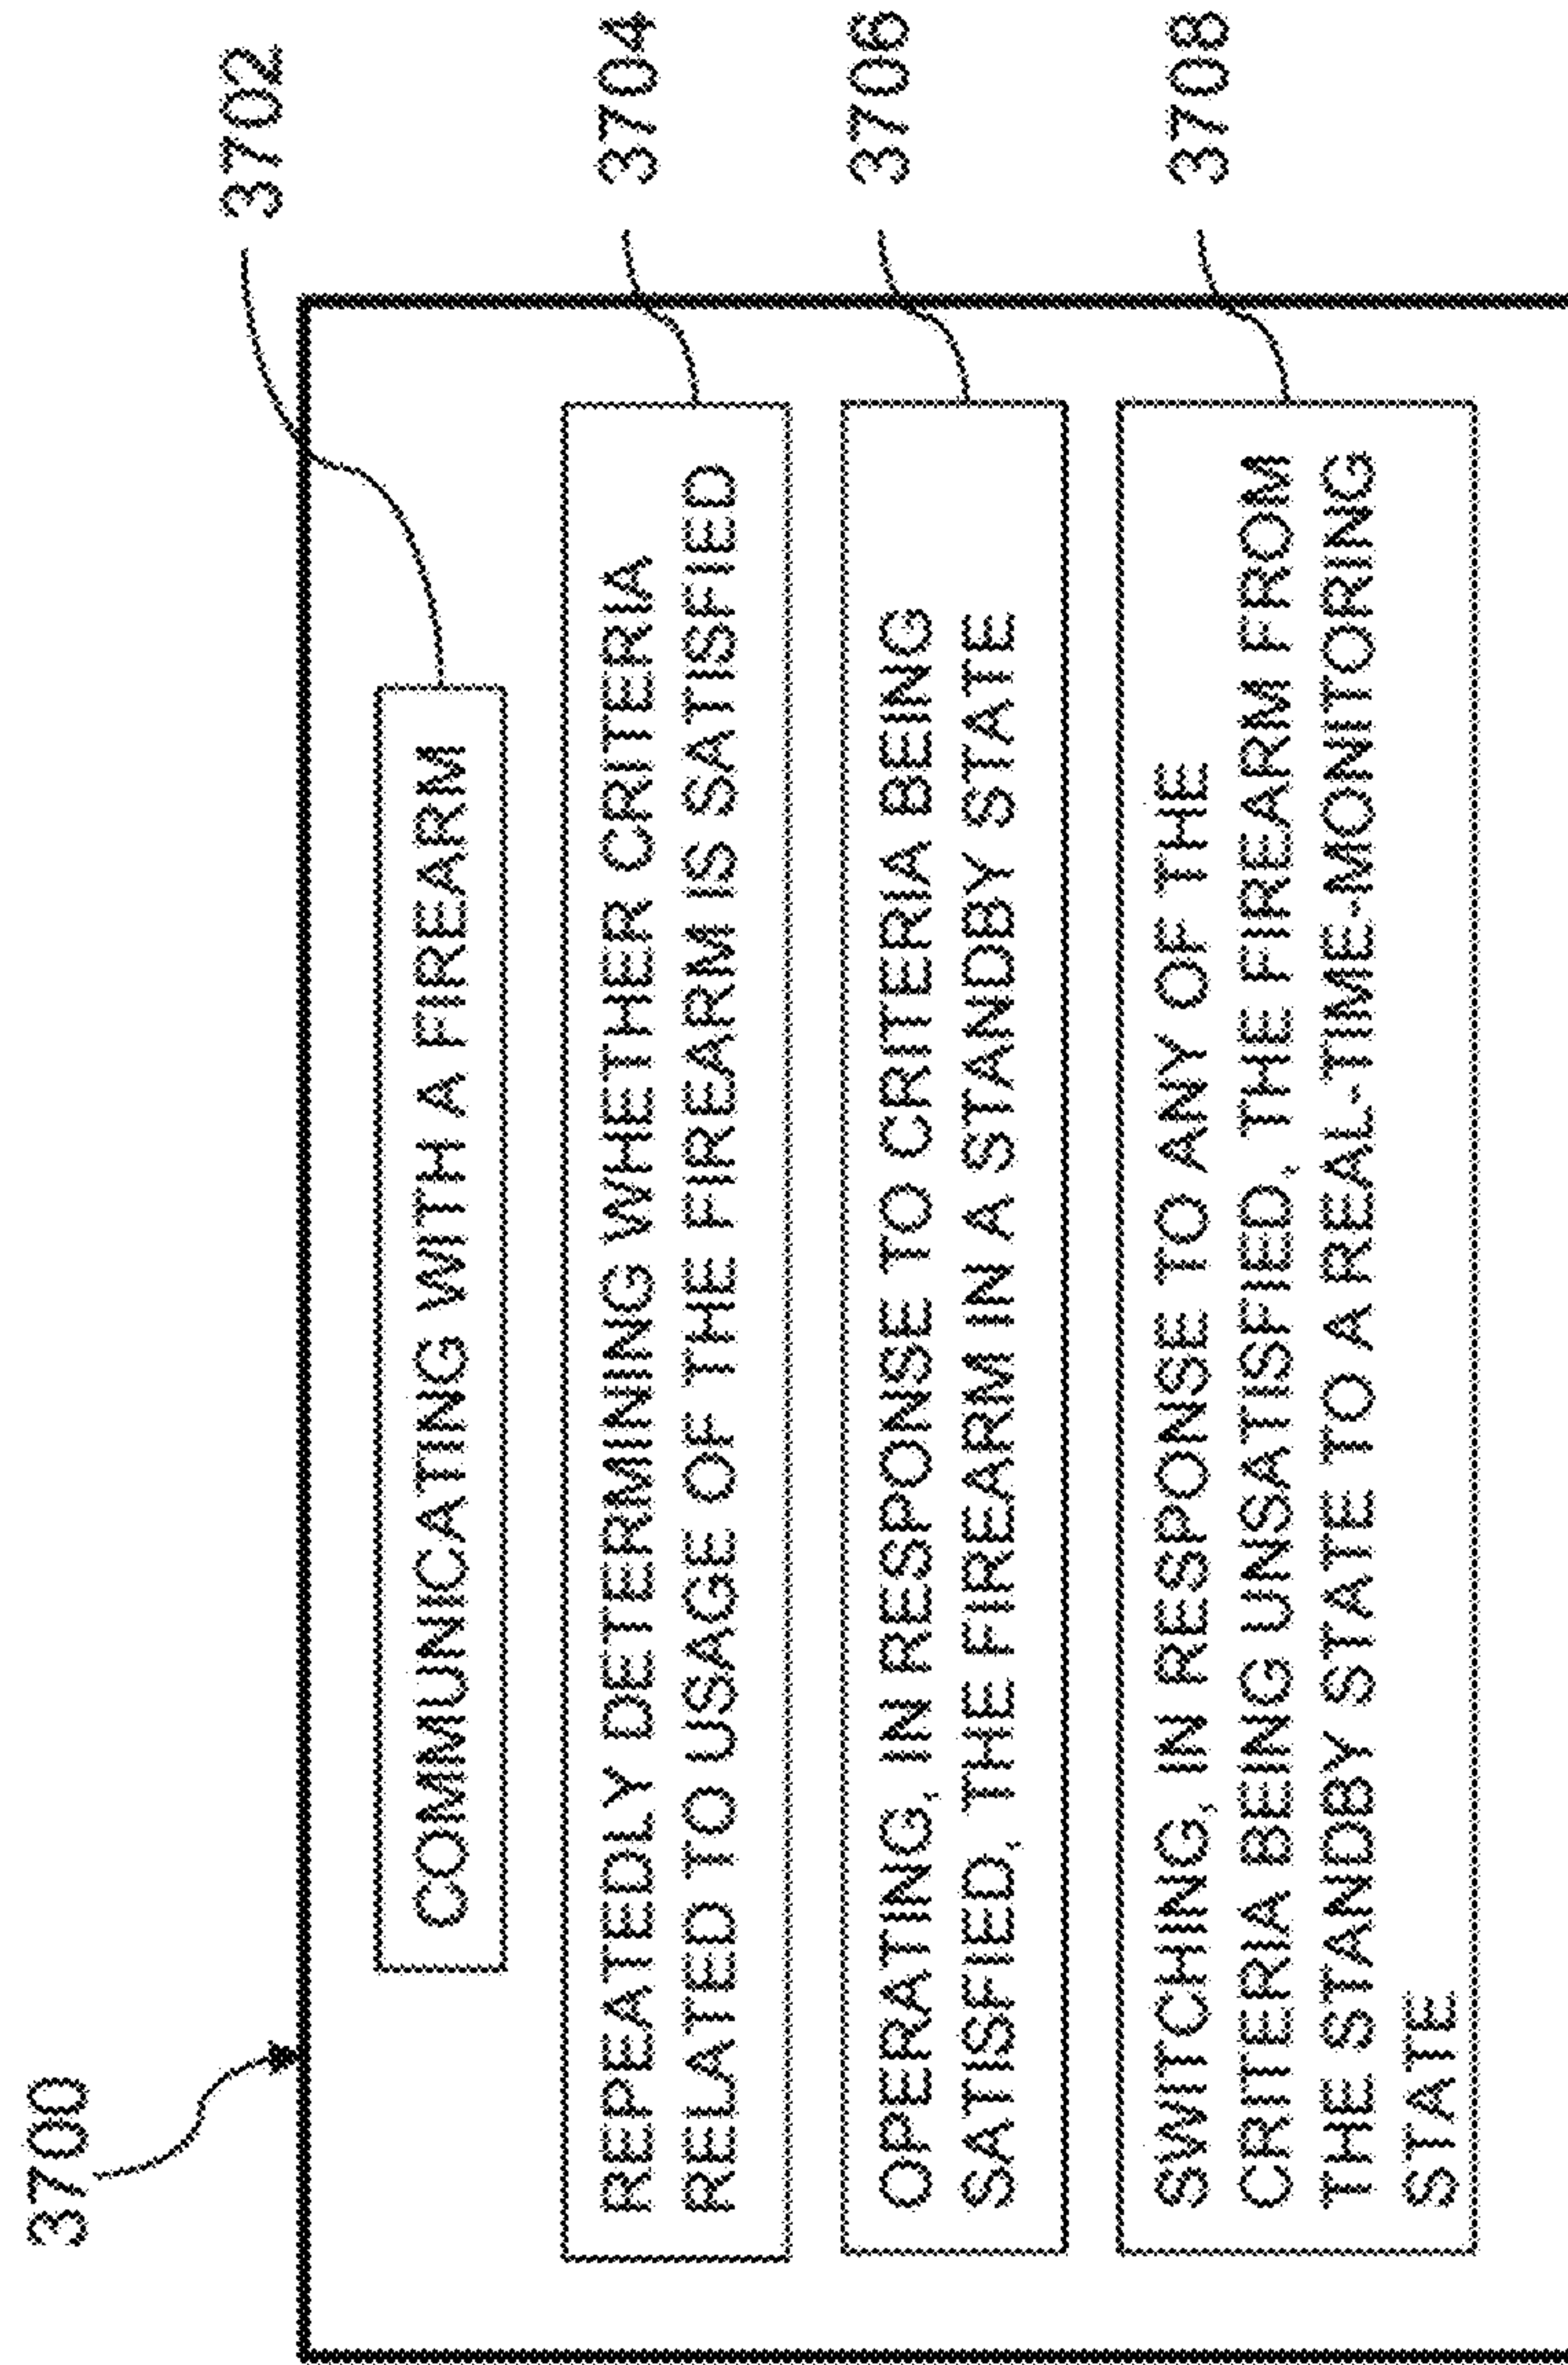 3700
3702
COMMUNICATING WITH A FIREARM
3704
REPEATEDLY DETERMINING WHETHER CRITERIA
RELATED TO USAGE OF THE FIREARM IS SATISFIED
3706
OPERATING, IN RESPONSE TO CRITERIA BEING
SATISFIED, THE FIREARM IN A STANDBY STATE
3708
SWITCHING, IN RESPONSE TO ANY OF THE
CRITERIA BEING UNSATISFIED, THE FIREARM FROM
THE STANDBY STATE TO A REAL-TIME-MONITORING
STATE